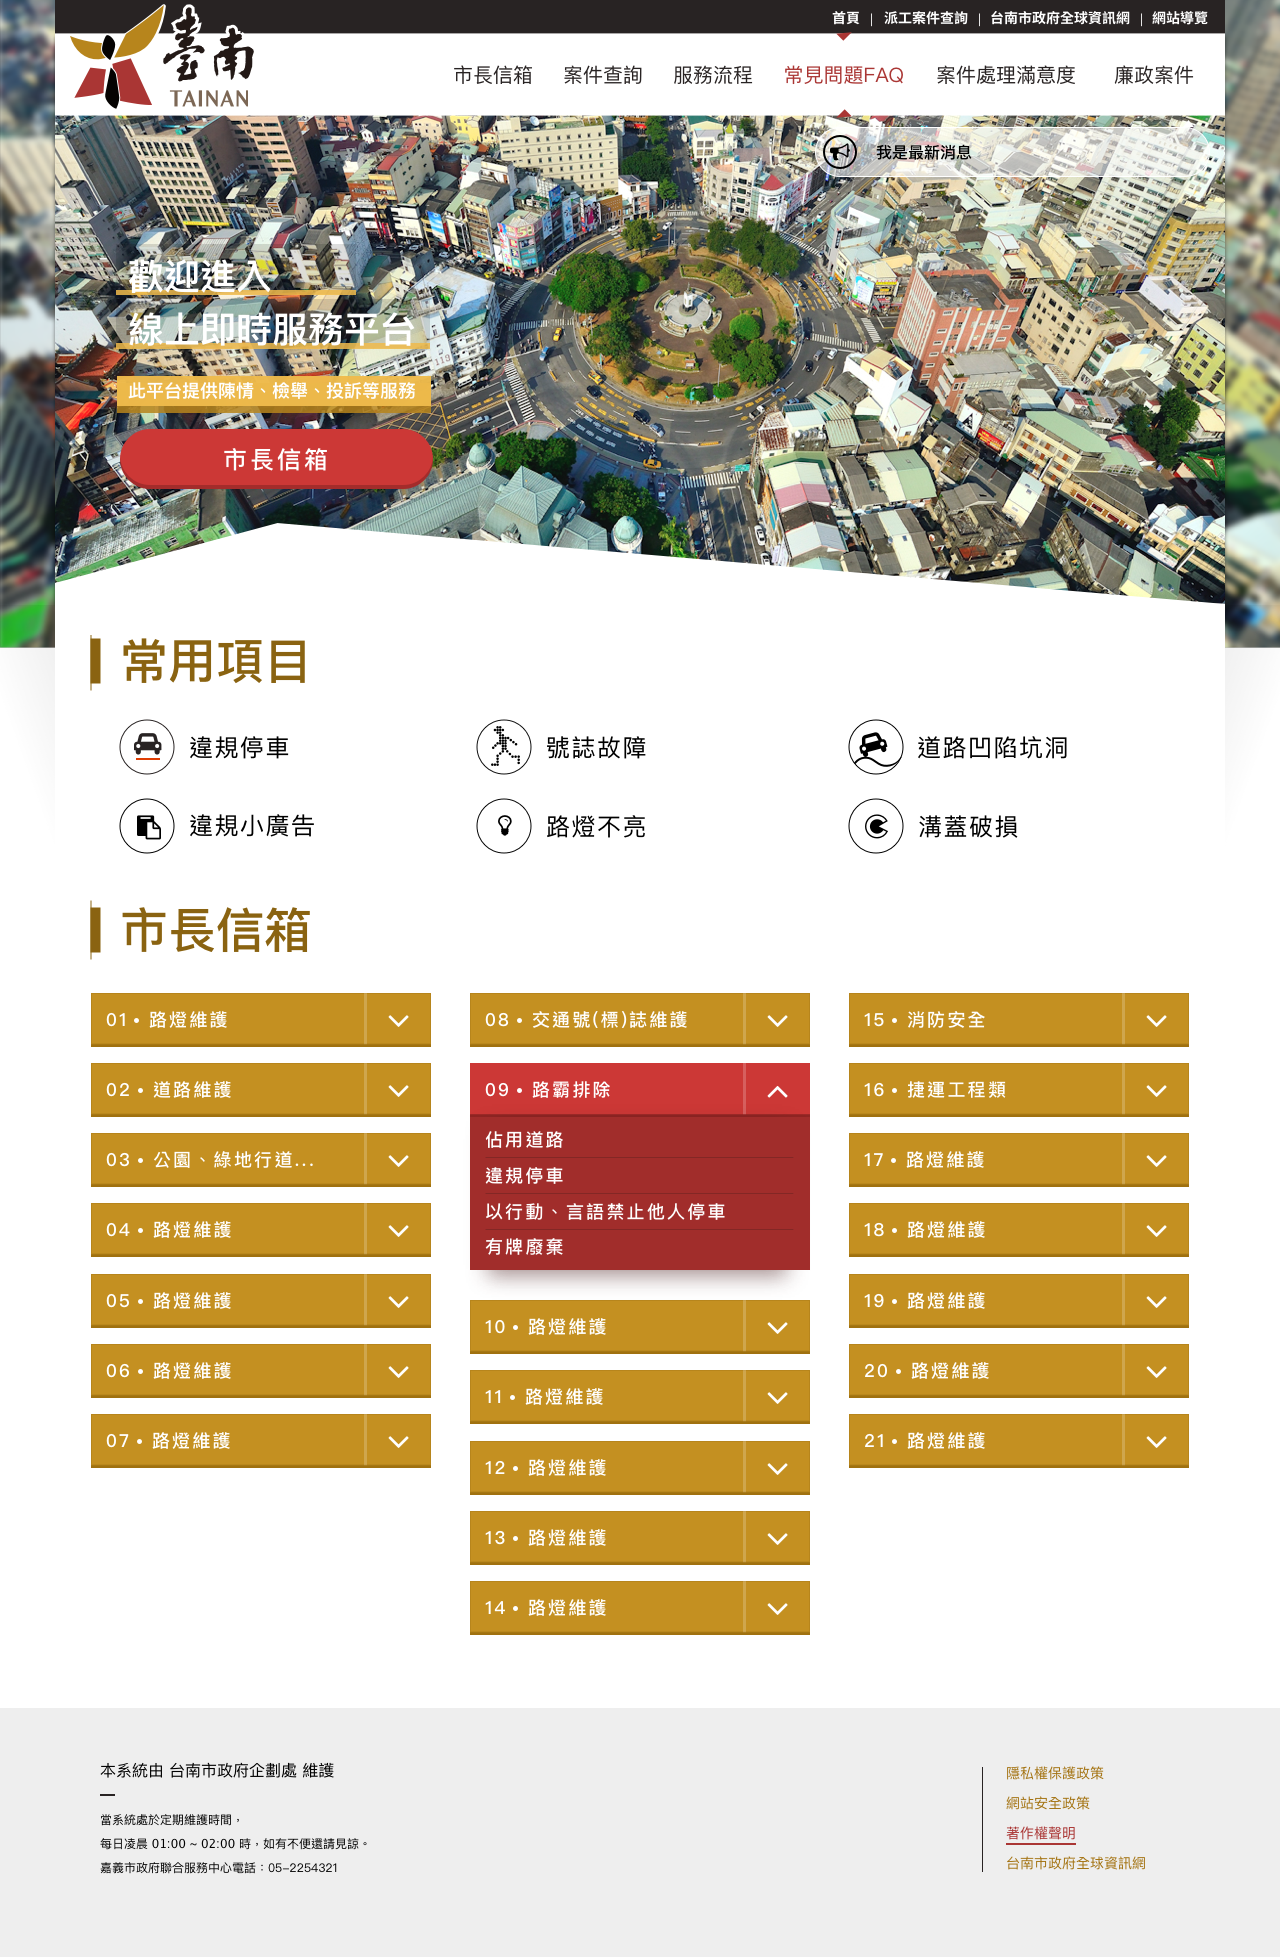 首頁 | 派工案件查詢 | 台南市政府全球資訊網 | 網站導覽
臺南
TAINAN
市長信箱 案件查詢 服務流程 常見問題FAQ 案件處理滿意度 廉政案件
我是最新消息
歡迎進入
線上即時服務平台
此平台提供陳情、檢舉、投訴等服務
市長信箱
常用項目
違規停車 號誌故障 道路凹陷坑洞
違規小廣告 路燈不亮 溝蓋破損
市長信箱
01 • 路燈維護
02 • 道路維護
03 • 公園、綠地行道...
04 • 路燈維護
05 • 路燈維護
06 • 路燈維護
07 • 路燈維護
08 • 交通號(標)誌維護
09 • 路霸排除
佔用道路
違規停車
以行動、言語禁止他人停車
有牌廢棄
10 • 路燈維護
11 • 路燈維護
12 • 路燈維護
13 • 路燈維護
14 • 路燈維護
15 • 消防安全
16 • 捷運工程類
17 • 路燈維護
18 • 路燈維護
19 • 路燈維護
20 • 路燈維護
21 • 路燈維護
本系統由 台南市政府企劃處 維護
當系統處於定期維護時間，
每日凌晨 01:00 ~ 02:00 時，如有不便還請見諒。
嘉義市政府聯合服務中心電話：05-2254321
隱私權保護政策
網站安全政策
著作權聲明
台南市政府全球資訊網